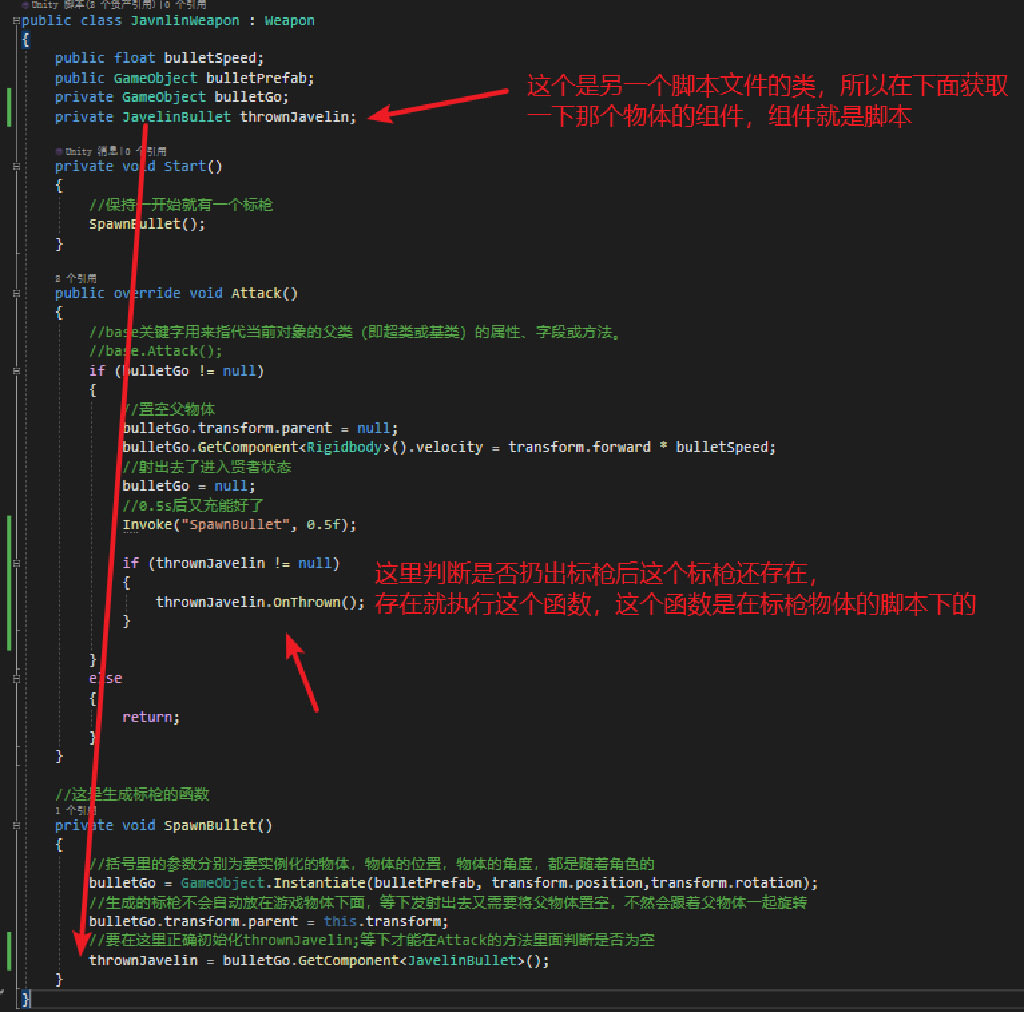 Unity 脚本(2 个资产引用)|0 个引用
public class JavnlinWeapon : Weapon
{
public float bulletSpeed;
public GameObject bulletPrefab;
private GameObject bulletGo;
private JavelinBullet thrownJavelin;
这个是另一个脚本文件的类，所以在下面获取
一下那个物体的组件，组件就是脚本
Unity 消息|0 个引用
private void Start()
{
//保持一开始就有一个标枪
SpawnBullet();
}
2 个引用
public override void Attack()
{
//base关键字用来指代当前对象的父类（即超类或基类）的属性、字段或方法。
//base.Attack();
if (bulletGo != null)
{
//置空父物体
bulletGo.transform.parent = null;
bulletGo.GetComponent<Rigidbody>().velocity = transform.forward * bulletSpeed;
//射出去了进入贤者状态
bulletGo = null;
//0.5s后又充能好了
Invoke("SpawnBullet", 0.5f);
if (thrownJavelin != null)
{
thrownJavelin.OnThrown();
}
这里判断是否扔出标枪后这个标枪还存在，
存在就执行这个函数，这个函数是在标枪物体的脚本下的
}
else
{
return;
}
}
//这是生成标枪的函数
1 个引用
private void SpawnBullet()
{
//括号里的参数分别为要实例化的物体，物体的位置，物体的角度，都是随着角色的
bulletGo = GameObject.Instantiate(bulletPrefab, transform.position,transform.rotation);
//生成的标枪不会自动放在游戏物体下面，等下发射出去又需要将父物体置空，不然会跟着父物体一起旋转
bulletGo.transform.parent = this.transform;
//要在这里正确初始化thrownJavelin;等下才能在Attack的方法里面判断是否为空
thrownJavelin = bulletGo.GetComponent<JavelinBullet>();
}
}